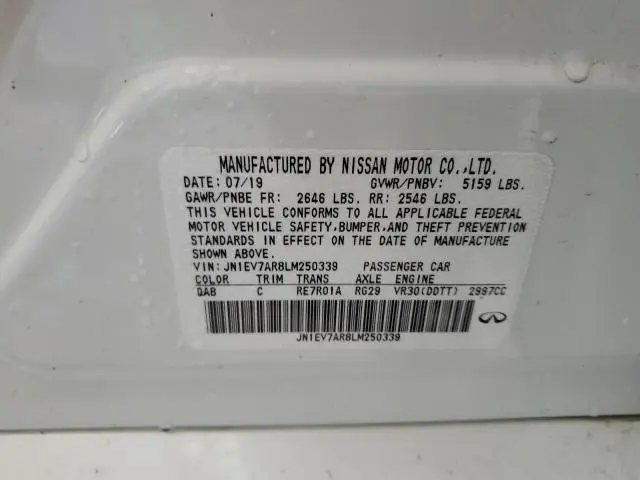 MANUFACTURED BY NISSAN MOTOR CO.,LTD.
DATE: 07/19 GVWR/PNBV: 5159 LBS.
GAWR/PNBE FR: 2646 LBS. RR: 2546 LBS.
THIS VEHICLE CONFORMS TO ALL APPLICABLE FEDERAL
MOTOR VEHICLE SAFETY,BUMPER,AND THEFT PREVENTION
STANDARDS IN EFFECT ON THE DATE OF MANUFACTURE
SHOWN ABOVE.
VIN: JN1EV7AR8LM250339 PASSENGER CAR
COLOR TRIM TRANS AXLE ENGINE
QAB C RE7R01A RG29 VR30(DDTT) 2997CC
JN1EV7AR8LM250339